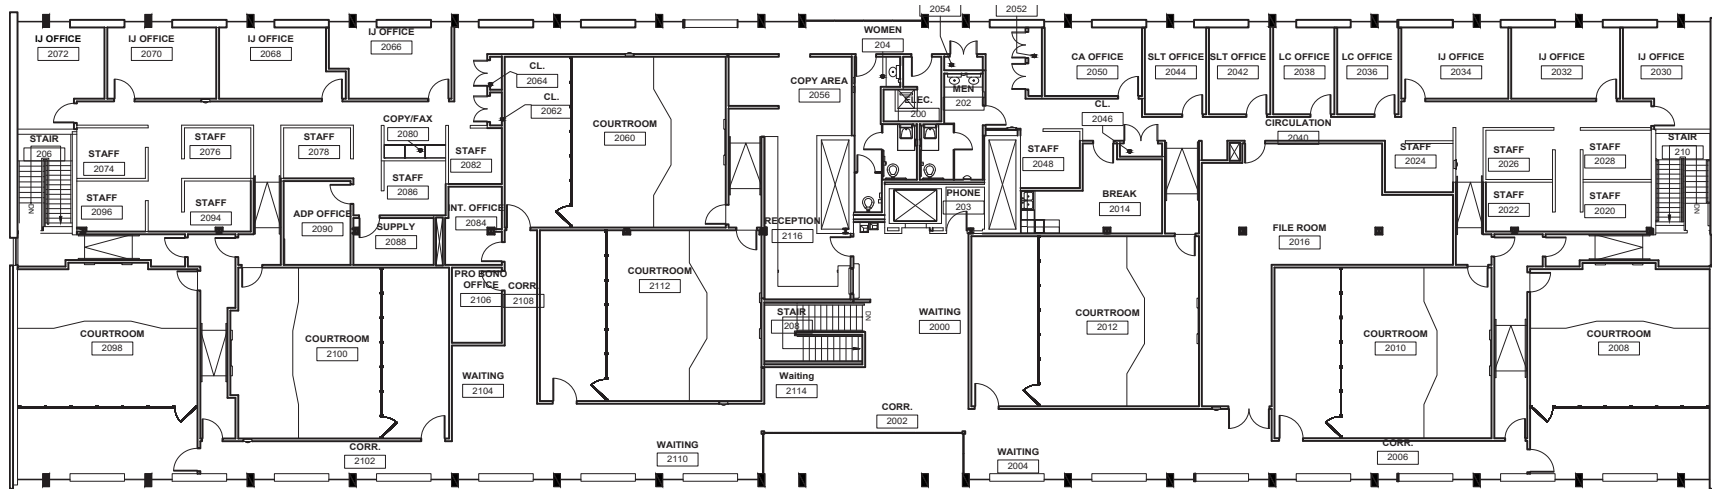 2054
2052
IJ OFFICE
2072
IJ OFFICE
2070
IJ OFFICE
2068
IJ OFFICE
2066
WOMEN
204
CA OFFICE
2050
SLT OFFICE
2044
SLT OFFICE
2042
LC OFFICE
2038
LC OFFICE
2036
IJ OFFICE
2034
IJ OFFICE
2032
IJ OFFICE
2030
CL.
2064
CL.
2062
COPY AREA
2056
MEN
202
ELEC.
200
CL.
2046
COPY/FAX
2080
COURTROOM
2060
CIRCULATION
2040
STAIR
206
STAFF
2076
STAFF
2078
STAFF
2074
STAFF
2082
STAFF
2086
STAFF
2048
STAFF
2024
STAFF
2026
STAFF
2028
STAIR
210
DN
STAFF
2096
STAFF
2094
ADP OFFICE
2090
SUPPLY
2088
INT. OFFICE
2084
RECEPTION
2116
PHONE
203
BREAK
2014
FILE ROOM
2016
STAFF
2022
STAFF
2020
DN
PRO BONO
OFFICE
2106
CORR.
2108
COURTROOM
2112
STAIR
208
DN
WAITING
2000
COURTROOM
2012
COURTROOM
2098
COURTROOM
2100
COURTROOM
2010
COURTROOM
2008
WAITING
2104
Waiting
2114
CORR.
2002
CORR.
2102
WAITING
2110
WAITING
2004
CORR.
2006